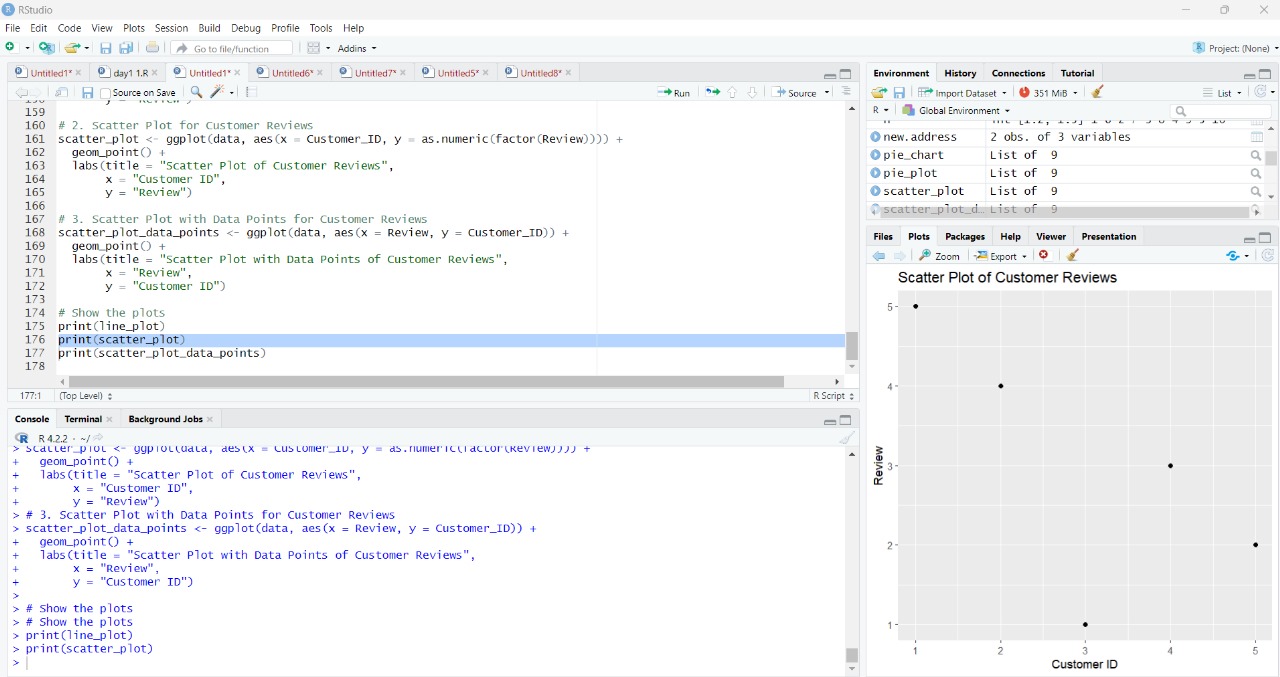 RStudio
File Edit Code View Plots Session Build Debug Profile Tools Help
Go to file/function Addins Project: (None)
Untitled1* day1 1.R Untitled1* Untitled6* Untitled7* Untitled5* Untitled8*
Source on Save Run Source
159
160 # 2. Scatter Plot for Customer Reviews
161 scatter_plot <- ggplot(data, aes(x = Customer_ID, y = as.numeric(factor(Review)))) +
162 geom_point() +
163 labs(title = "Scatter Plot of Customer Reviews",
164 x = "Customer ID",
165 y = "Review")
166
167 # 3. Scatter Plot with Data Points for Customer Reviews
168 scatter_plot_data_points <- ggplot(data, aes(x = Review, y = Customer_ID)) +
169 geom_point() +
170 labs(title = "Scatter Plot with Data Points of Customer Reviews",
171 x = "Review",
172 y = "Customer ID")
173
174 # Show the plots
175 print(line_plot)
176 print(scatter_plot)
177 print(scatter_plot_data_points)
178
177:1 (Top Level) R Script
Console Terminal Background Jobs
R 4.2.2 · ~/
> scatter_plot <- ggplot(data, aes(x = Customer_ID, y = as.numeric(factor(Review)))) +
+ geom_point() +
+ labs(title = "Scatter Plot of Customer Reviews",
+ x = "Customer ID",
+ y = "Review")
> # 3. Scatter Plot with Data Points for Customer Reviews
> scatter_plot_data_points <- ggplot(data, aes(x = Review, y = Customer_ID)) +
+ geom_point() +
+ labs(title = "Scatter Plot with Data Points of Customer Reviews",
+ x = "Review",
+ y = "Customer ID")
>
> # Show the plots
> # Show the plots
> print(line_plot)
> print(scatter_plot)
>
Environment History Connections Tutorial
Import Dataset 351 MiB List
R Global Environment
new.address 2 obs. of 3 variables
pie_chart List of 9
pie_plot List of 9
scatter_plot List of 9
scatter_plot_d… List of 9
Files Plots Packages Help Viewer Presentation
Zoom Export
Scatter Plot of Customer Reviews
5
4
3
2
1
Review
1 2 3 4 5
Customer ID